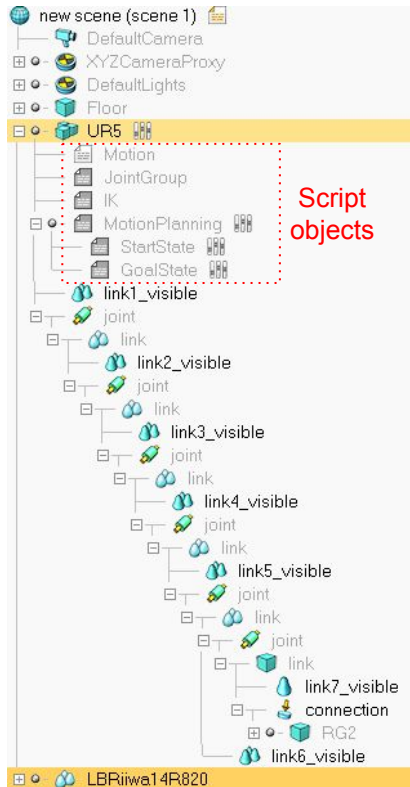 new scene (scene 1)
DefaultCamera
XYZCameraProxy
DefaultLights
Floor
UR5
Motion
JointGroup
IK
MotionPlanning
StartState
GoalState
Script
objects
link1_visible
joint
link
link2_visible
joint
link
link3_visible
joint
link
link4_visible
joint
link
link5_visible
joint
link
joint
link
link7_visible
connection
RG2
link6_visible
LBRiiwa14R820